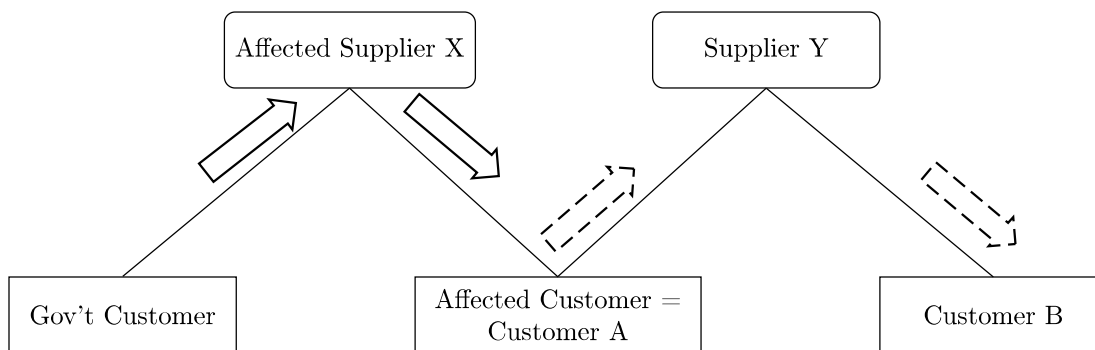 Affected Supplier X
Supplier Y
Gov't Customer
Affected Customer =
Customer A
Customer B